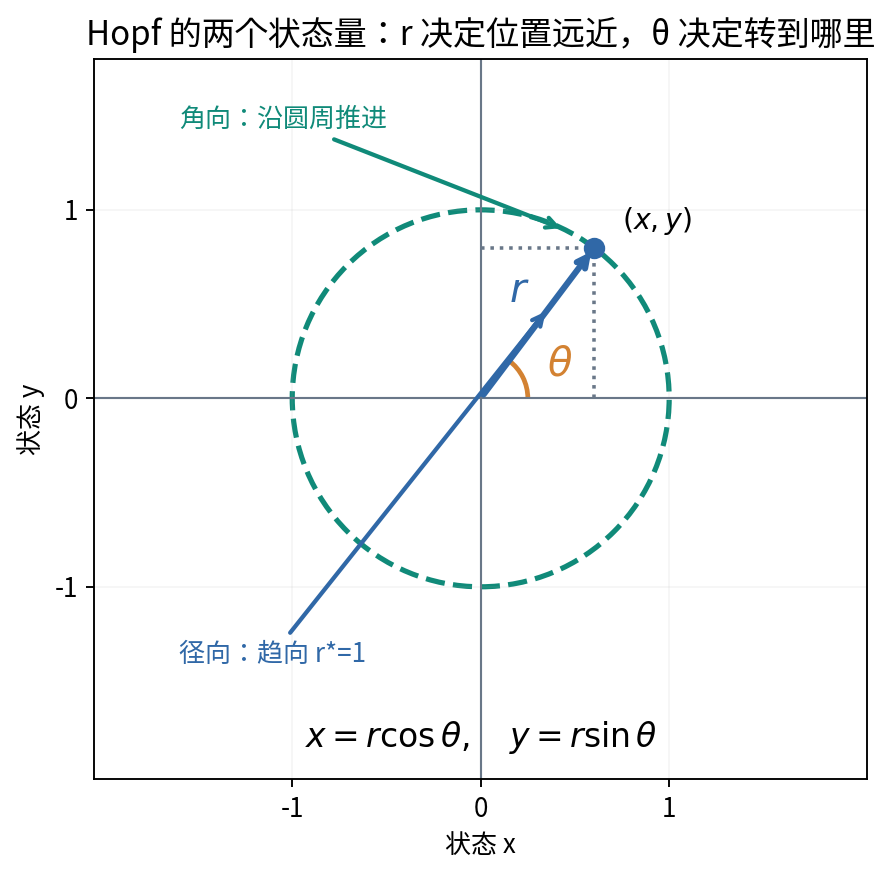 Hopf 的两个状态量：r 决定位置远近，θ 决定转到哪里
角向：沿圆周推进
(x, y)
1
r
θ
0
状态 y
-1
径向：趋向 r*=1
x = r cos θ,    y = r sin θ
-1 0 1
状态 x